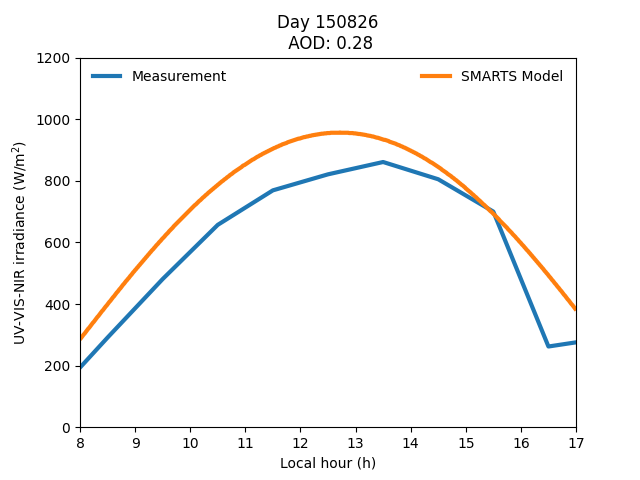 Day 150826
AOD: 0.28
Measurement
SMARTS Model
1200
1000
800
600
400
200
0
UV-VIS-NIR irradiance (W/m²)
8 9 10 11 12 13 14 15 16 17
Local hour (h)